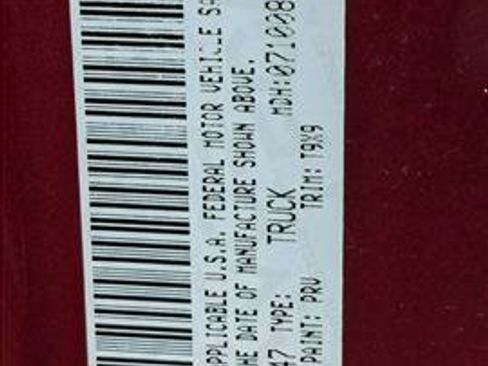 PPLICABLE U.S.A. FEDERAL MOTOR VEHICLE SA
HE DATE OF MANUFACTURE SHOWN ABOVE.
47 TYPE: TRUCK MDH:071008
PAINT: PRV TRIM: T9X9